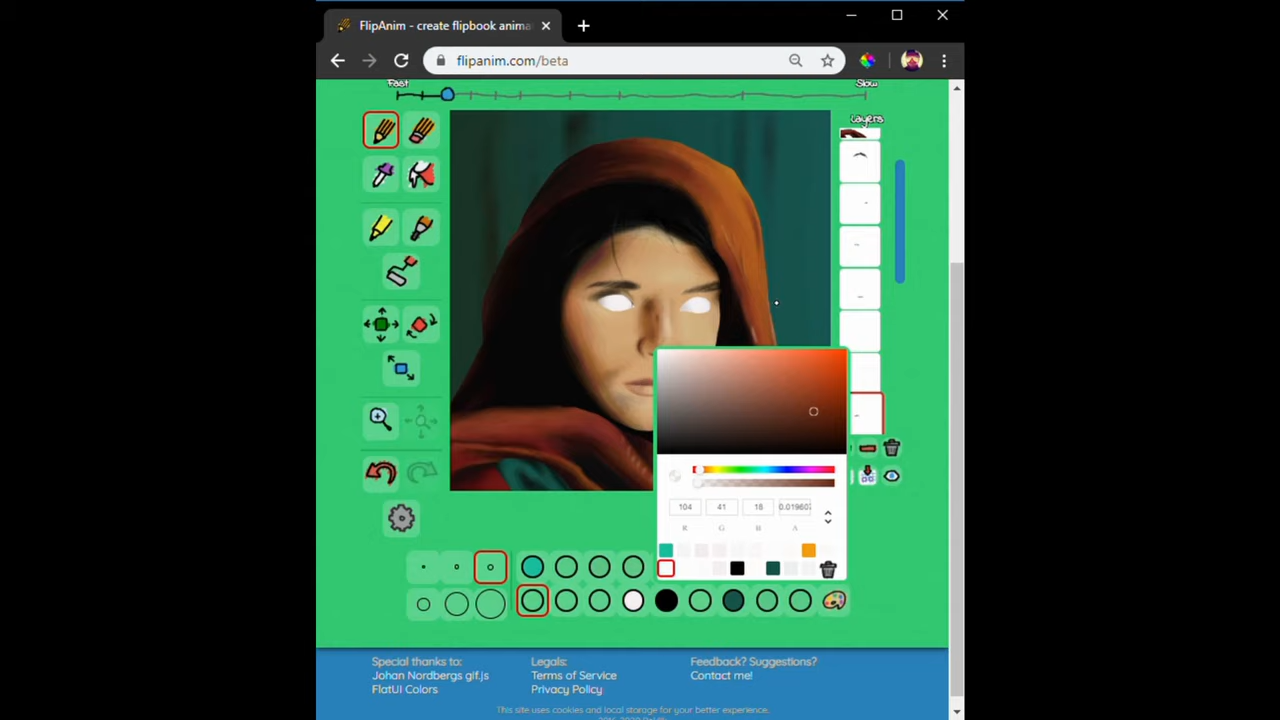 FlipAnim - create flipbook anima
flipanim.com/beta
Fast
Slow
Layers
104
41
18
0.01960
R
G
B
A
Special thanks to:
Johan Nordbergs gif.js
FlatUI Colors
Legals:
Terms of Service
Privacy Policy
Feedback? Suggestions?
Contact me!
This site uses cookies and local storage for your better experience.